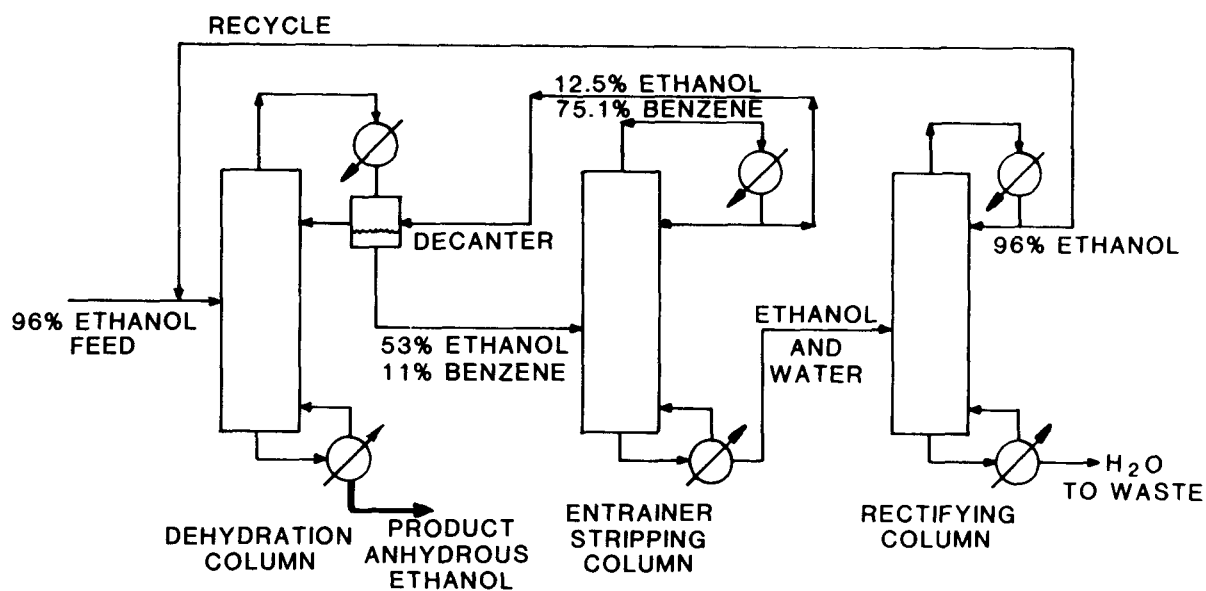 RECYCLE
12.5% ETHANOL
75.1% BENZENE
DECANTER
96% ETHANOL
96% ETHANOL
FEED
53% ETHANOL
11% BENZENE
ETHANOL
AND
WATER
H₂O
TO WASTE
DEHYDRATION
COLUMN
PRODUCT
ANHYDROUS
ETHANOL
ENTRAINER
STRIPPING
COLUMN
RECTIFYING
COLUMN